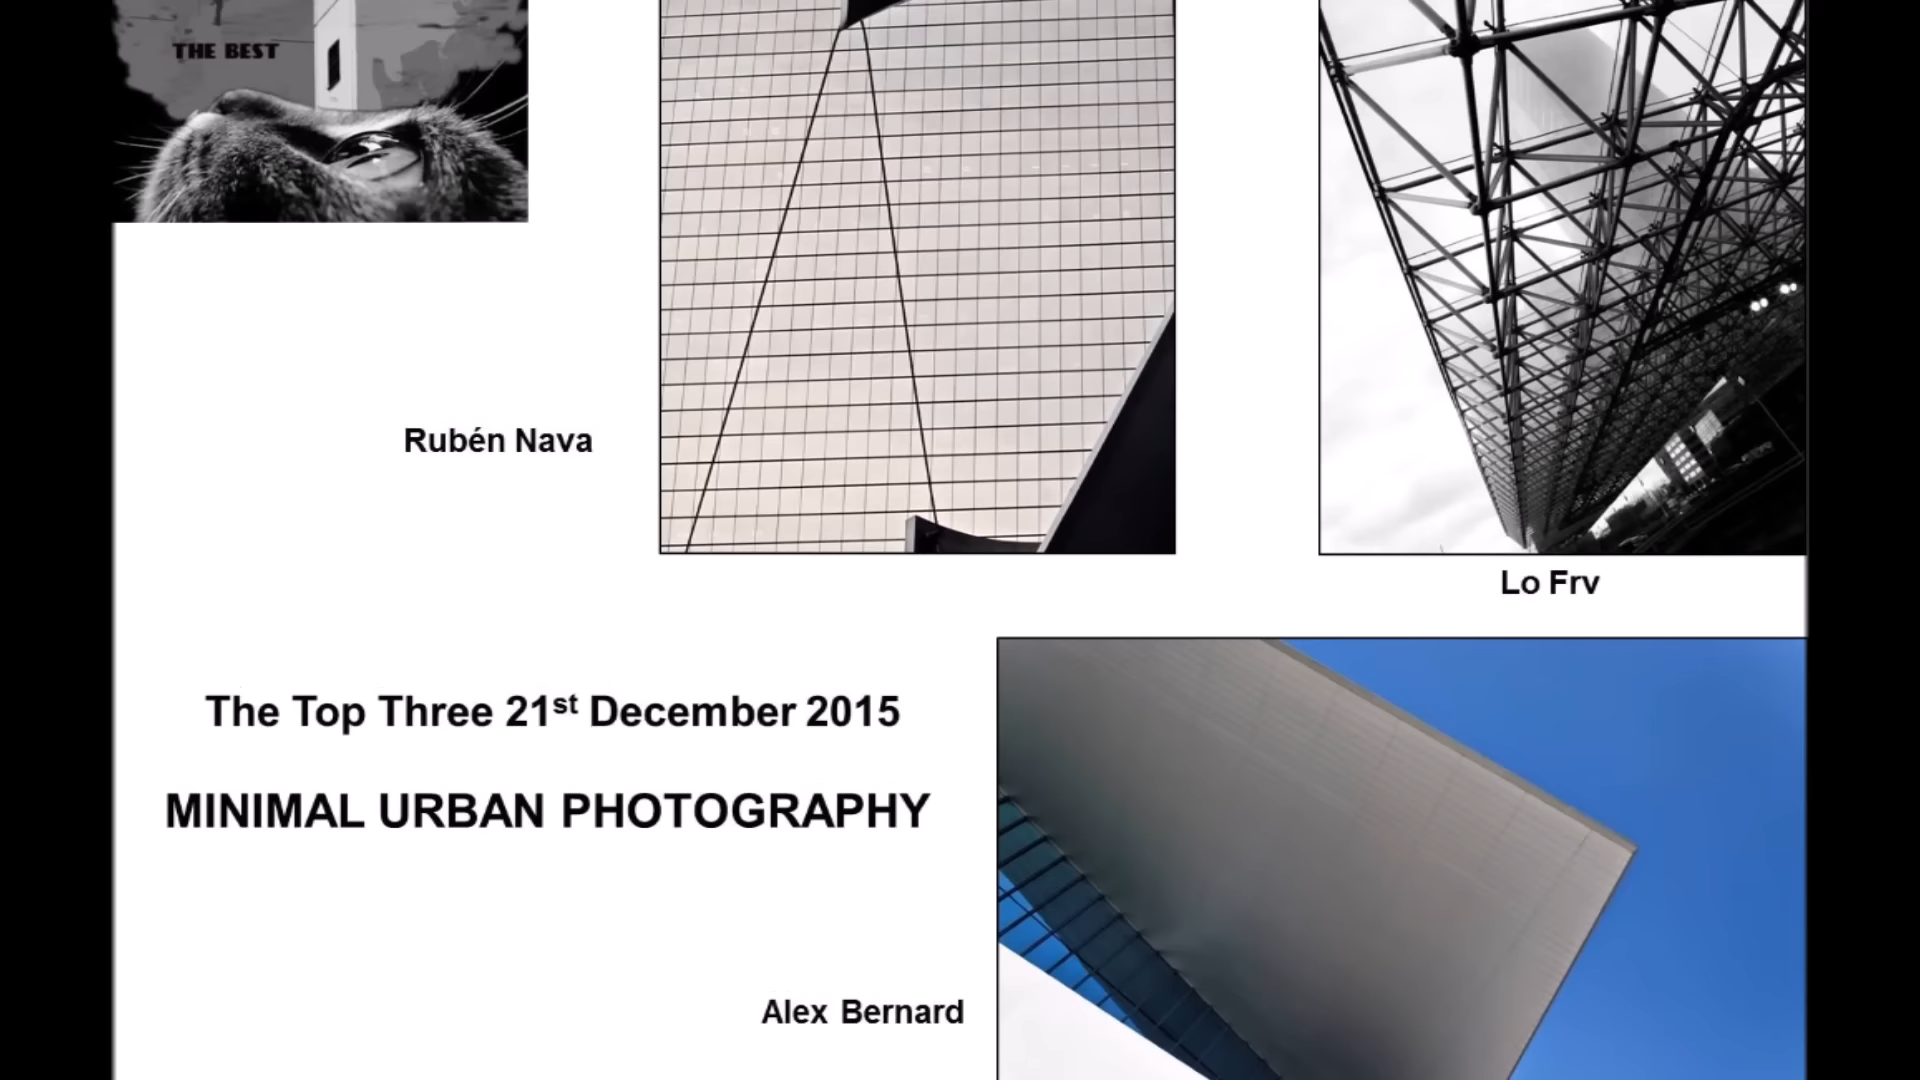 THE BEST
Rubén Nava
Lo Frv
The Top Three 21st December 2015
MINIMAL URBAN PHOTOGRAPHY
Alex Bernard